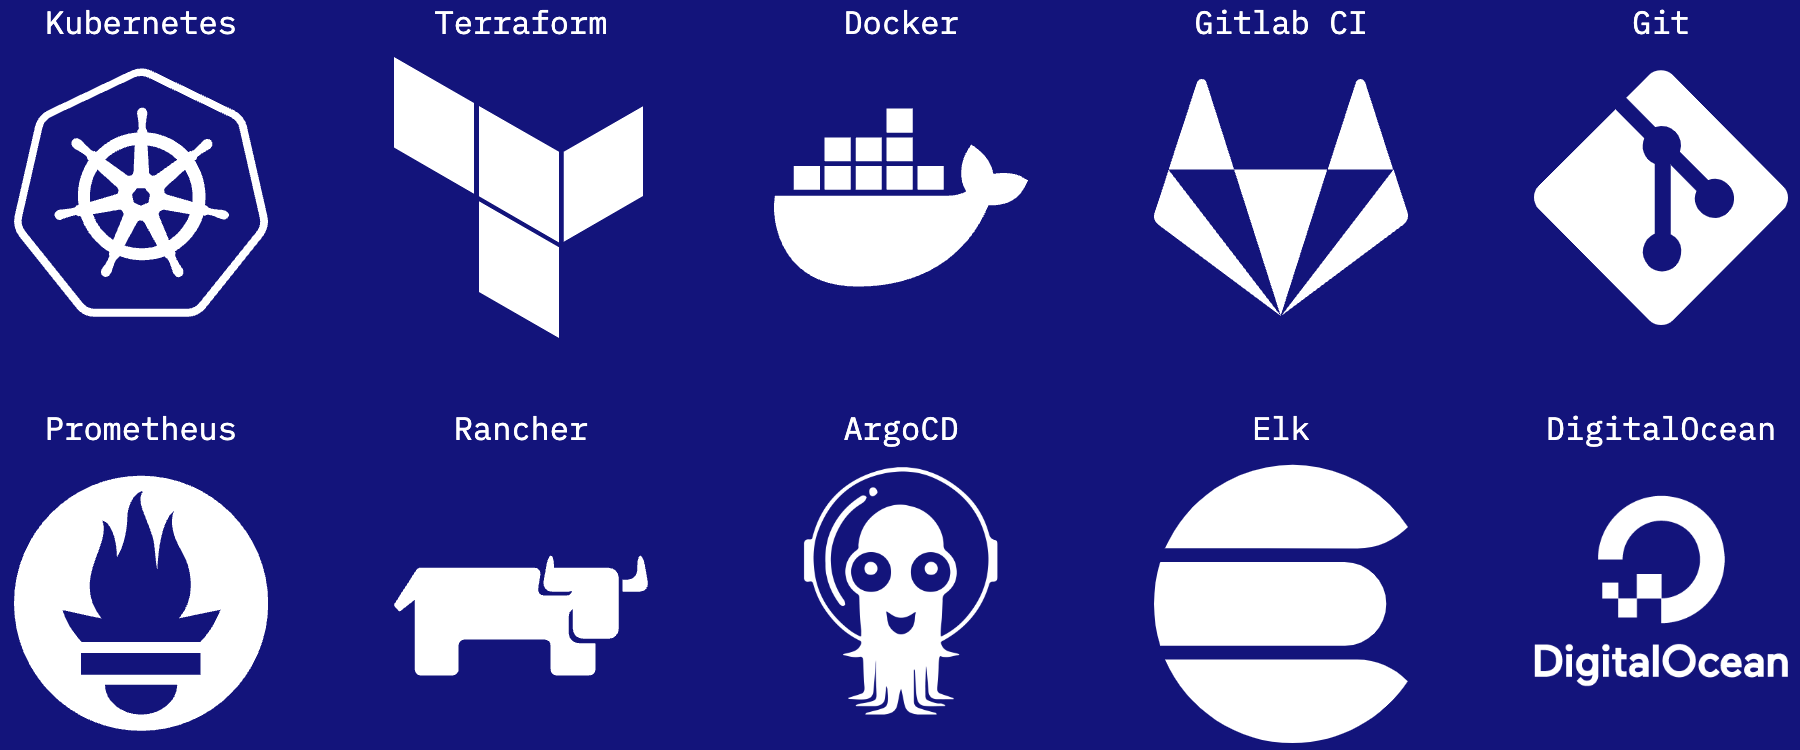 Kubernetes
Terraform
Docker
Gitlab CI
Git
Prometheus
Rancher
ArgoCD
Elk
DigitalOcean
DigitalOcean